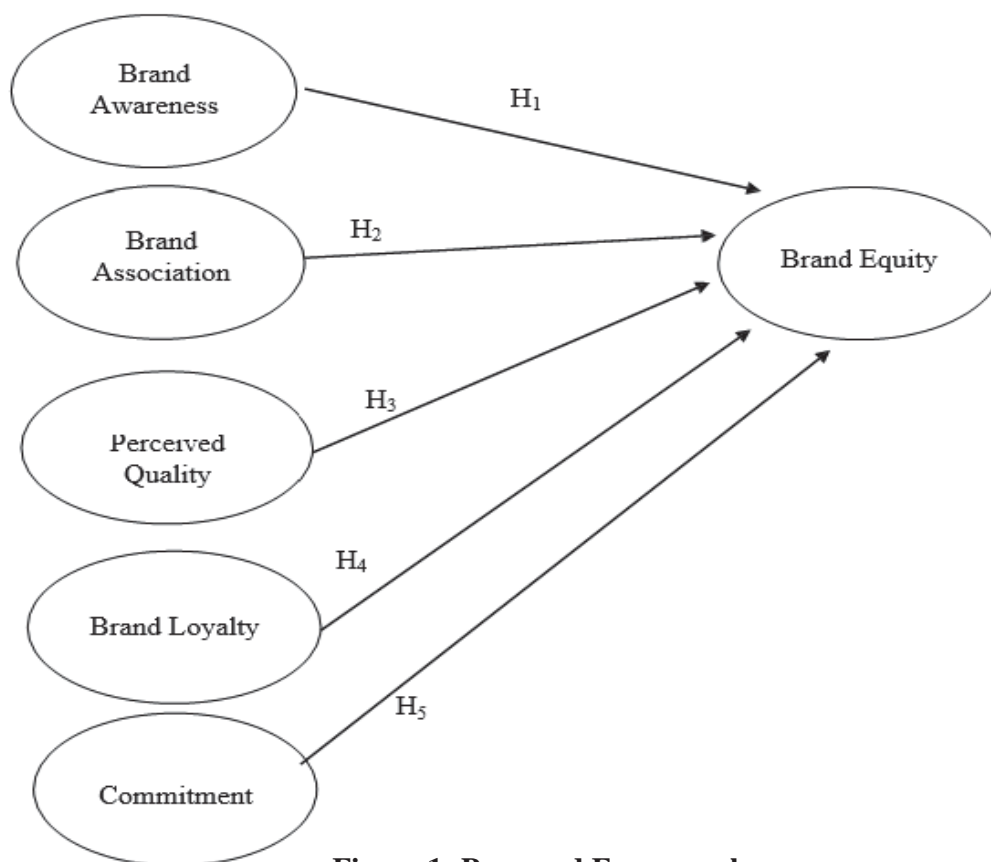 Brand
Awareness
H₁
Brand
Association
H₂
Brand Equity
Perceived
Quality
H₃
Brand Loyalty
H₄
Commitment
H₅
Figure 1: Proposed Framework